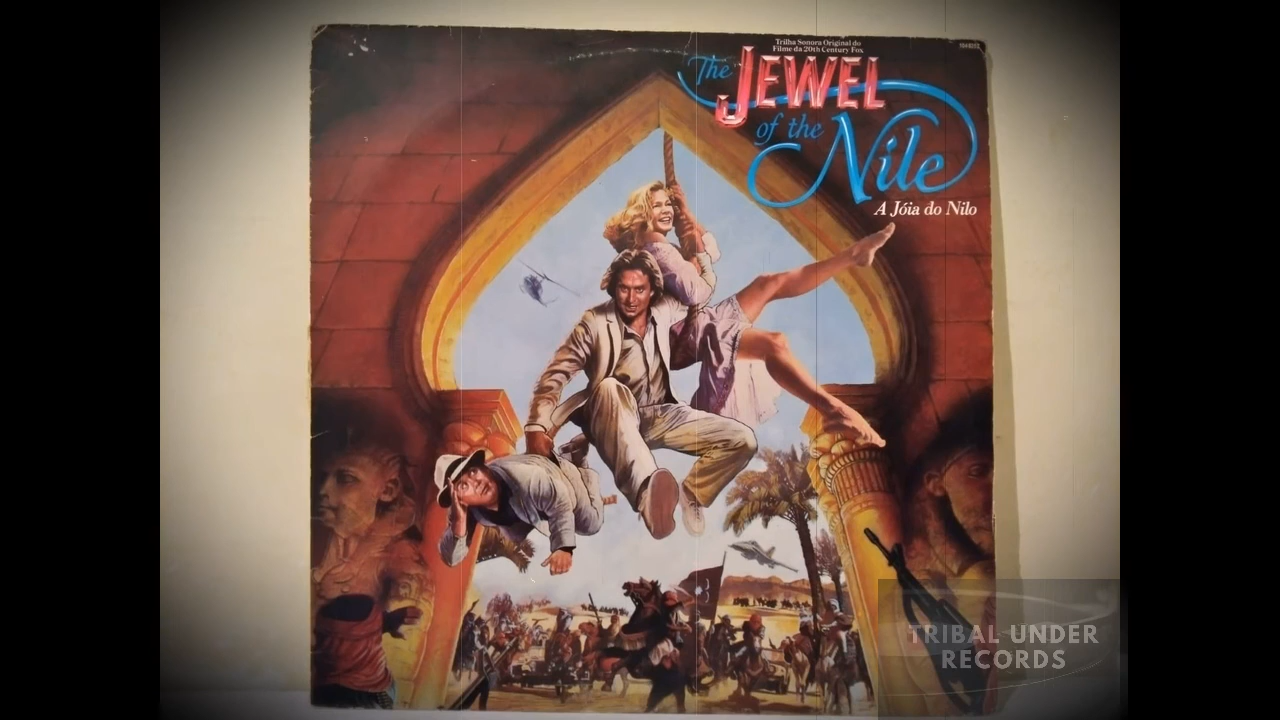 Trilha Sonora Original do
Filme da 20th Century Fox
The JEWEL
of the Nile
A Jóia do Nilo
TRIBAL UNDER
RECORDS